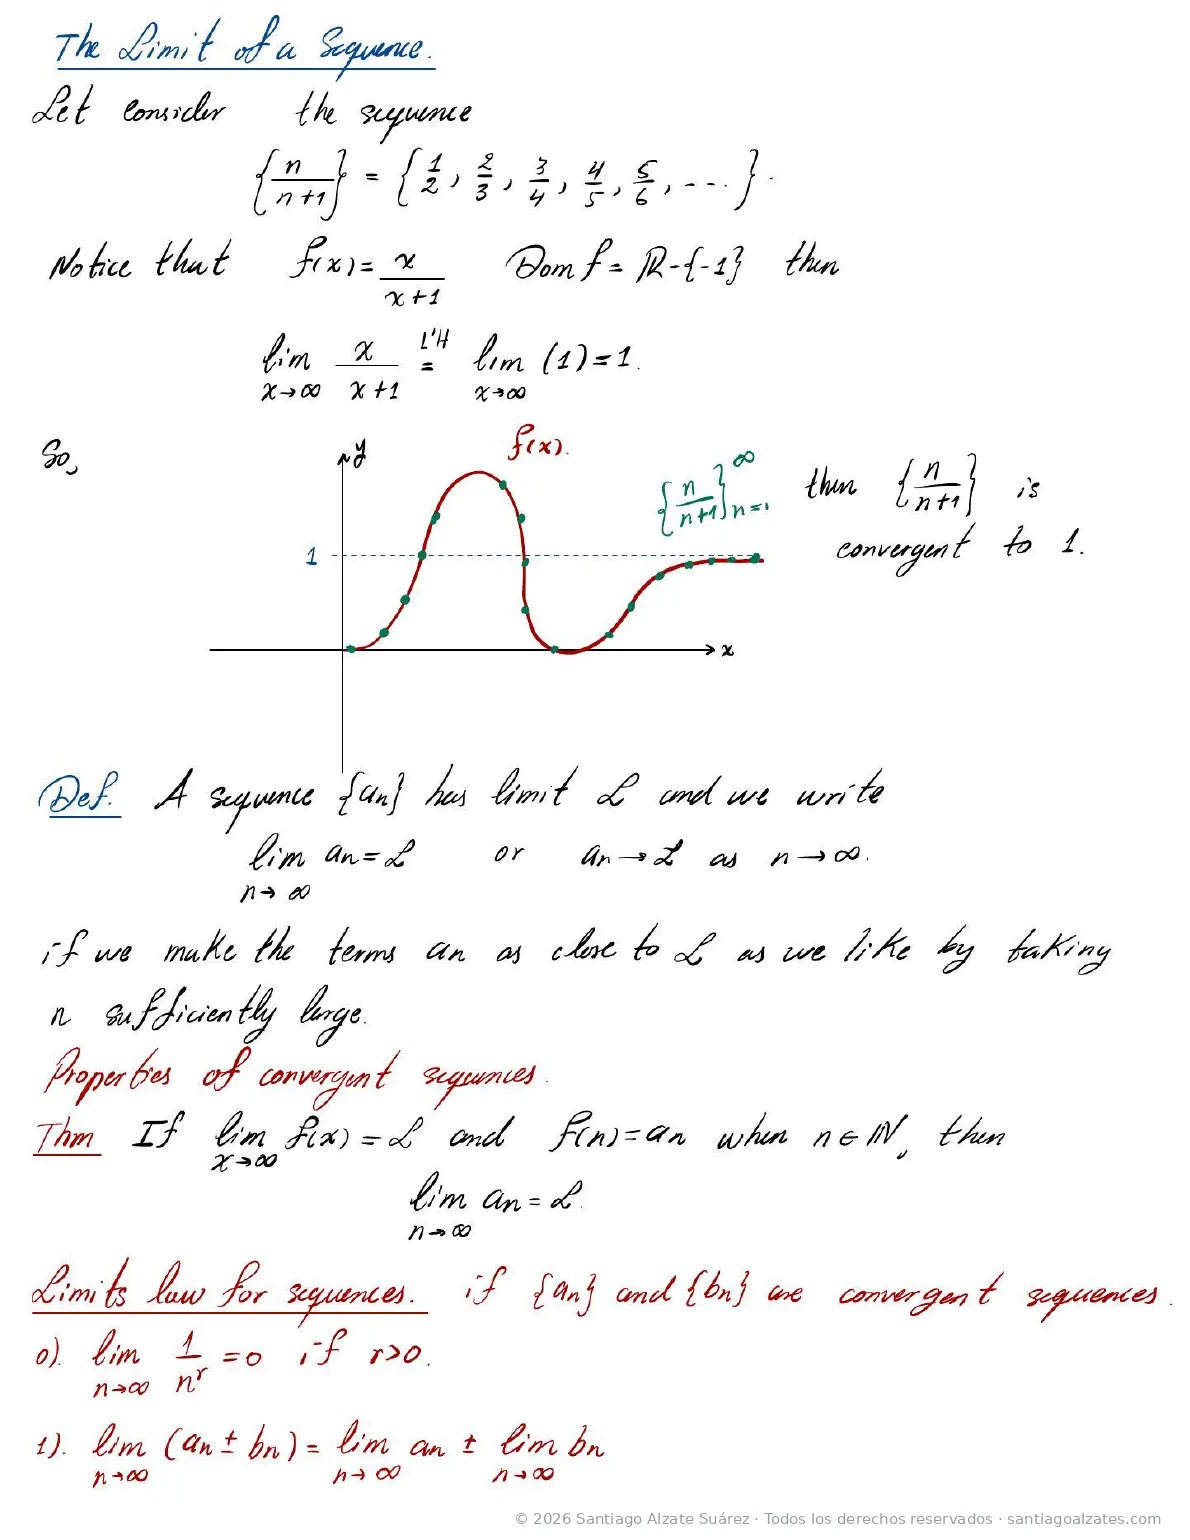 The Limit of a Sequence.
Let consider the sequence
{n/(n+1)} = {1/2, 2/3, 3/4, 4/5, 5/6, ...}.
Notice that f(x) = x/(x+1) Dom f = ℝ-{-1} then
lim x→∞ x/(x+1) L'H = lim x→∞ (1) = 1.
So,
y
f(x).
{n/(n+1)}∞ n=1
then {n/(n+1)} is
convergent to 1.
1
x
Def. A sequence {an} has limit L and we write
lim n→∞ an = L or an → L as n → ∞.
if we make the terms an as close to L as we like by taking
n sufficiently large.
Properties of convergent sequences.
Thm If lim x→∞ f(x) = L and f(n) = an when n ∈ ℕ, then
lim n→∞ an = L.
Limits law for sequences. if {an} and {bn} are convergent sequences.
0). lim n→∞ 1/n^r = 0 if r>0.
1). lim n→∞ (an ± bn) = lim n→∞ an ± lim n→∞ bn
© 2026 Santiago Alzate Suárez · Todos los derechos reservados · santiagoalzates.com